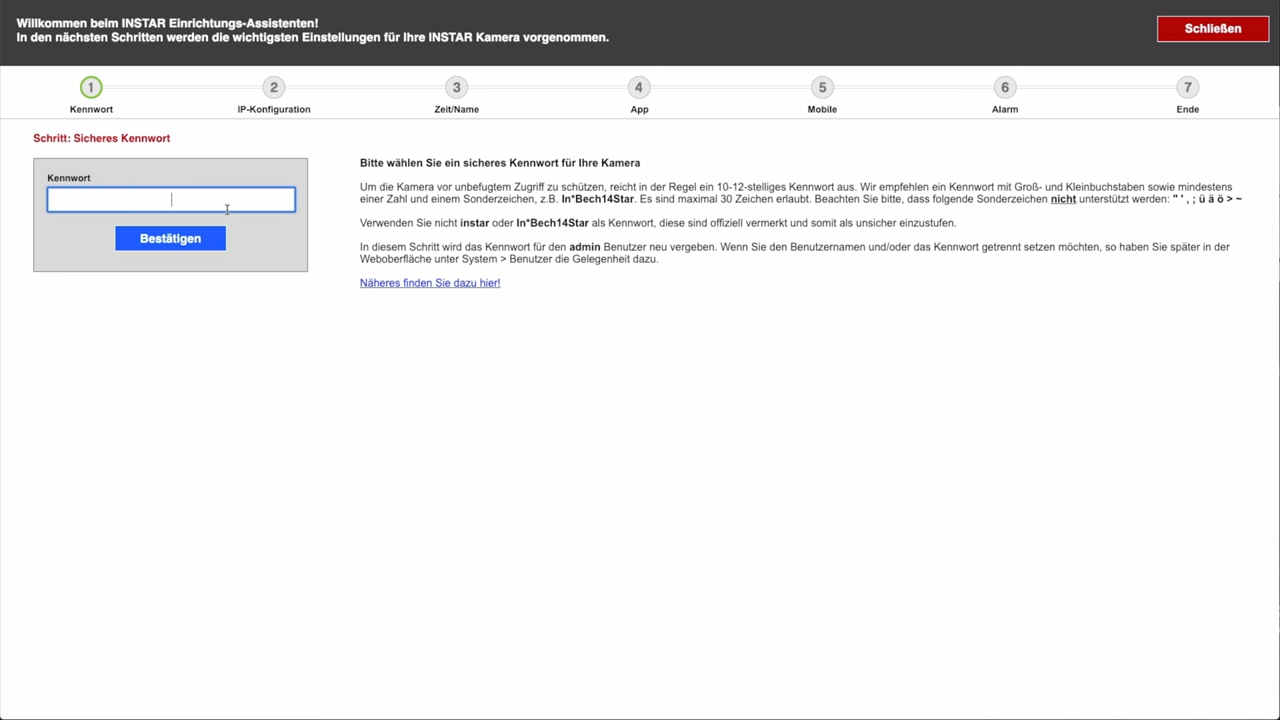 Willkommen beim INSTAR Einrichtungs-Assistenten!
In den nächsten Schritten werden die wichtigsten Einstellungen für Ihre INSTAR Kamera vorgenommen.
Schließen
1 2 3 4 5 6 7
Kennwort IP-Konfiguration Zeit/Name App Mobile Alarm Ende
Schritt: Sicheres Kennwort
Kennwort
Bestätigen
Bitte wählen Sie ein sicheres Kennwort für Ihre Kamera
Um die Kamera vor unbefugtem Zugriff zu schützen, reicht in der Regel ein 10-12-stelliges Kennwort aus. Wir empfehlen ein Kennwort mit Groß- und Kleinbuchstaben sowie mindestens
einer Zahl und einem Sonderzeichen, z.B. In*Bech14Star. Es sind maximal 30 Zeichen erlaubt. Beachten Sie bitte, dass folgende Sonderzeichen nicht unterstützt werden: " ' , ; ü ä ö > ~
Verwenden Sie nicht instar oder In*Bech14Star als Kennwort, diese sind offiziell vermerkt und somit als unsicher einzustufen.
In diesem Schritt wird das Kennwort für den admin Benutzer neu vergeben. Wenn Sie den Benutzernamen und/oder das Kennwort getrennt setzen möchten, so haben Sie später in der
Weboberfläche unter System > Benutzer die Gelegenheit dazu.
Näheres finden Sie dazu hier!